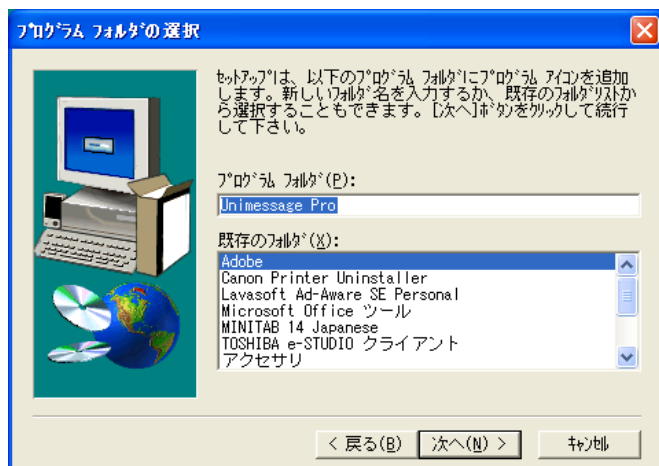 ﾌﾟﾛｸﾞﾗﾑ ﾌｫﾙﾀﾞの選択
ｾｯﾄｱｯﾌﾟは、以下のﾌﾟﾛｸﾞﾗﾑ ﾌｫﾙﾀﾞにﾌﾟﾛｸﾞﾗﾑ ｱｲｺﾝを追加
します。新しいﾌｫﾙﾀﾞ名を入力するか、既存のﾌｫﾙﾀﾞﾘｽﾄか
ら選択することもできます。[次へ]ﾎﾞﾀﾝをｸﾘｯｸして続行
して下さい。
ﾌﾟﾛｸﾞﾗﾑ ﾌｫﾙﾀﾞ(P):
Unimessage Pro
既存のﾌｫﾙﾀﾞ(X):
Adobe
Canon Printer Uninstaller
Lavasoft Ad-Aware SE Personal
Microsoft Office ツール
MINITAB 14 Japanese
TOSHIBA e-STUDIO クライアント
アクセサリ
< 戻る(B) 次へ(N) > ｷｬﾝｾﾙ